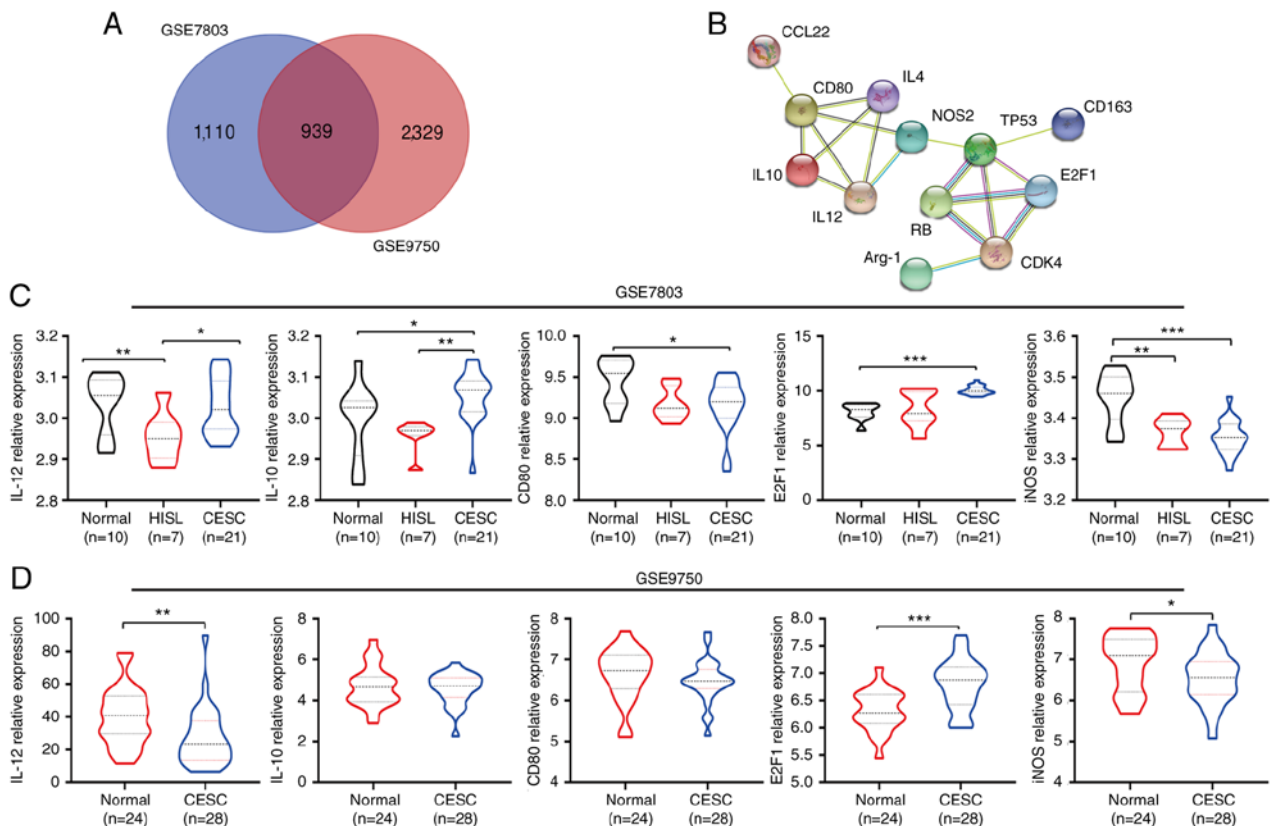 A
GSE7803
1,110
939
2,329
GSE9750
B
CCL22
CD80
IL4
NOS2
TP53
CD163
IL10
IL12
E2F1
RB
Arg-1
CDK4
C
GSE7803
IL-12 relative expression
3.2
3.1
3.0
2.9
2.8
**
*
Normal
(n=10)
HISL
(n=7)
CESC
(n=21)
IL-10 relative expression
3.2
3.1
3.0
2.9
2.8
*
**
Normal
(n=10)
HISL
(n=7)
CESC
(n=21)
CD80 relative expression
10.0
9.5
9.0
8.5
8.0
*
Normal
(n=10)
HISL
(n=7)
CESC
(n=21)
E2F1 relative expression
15
10
5
0
***
Normal
(n=10)
HISL
(n=7)
CESC
(n=21)
iNOS relative expression
3.6
3.5
3.4
3.3
3.2
***
**
Normal
(n=10)
HISL
(n=7)
CESC
(n=21)
D
GSE9750
IL-12 relative expression
100
80
60
40
20
0
**
Normal
(n=24)
CESC
(n=28)
IL-10 relative expression
8
6
4
2
0
Normal
(n=24)
CESC
(n=28)
CD80 relative expression
8
7
6
5
4
Normal
(n=24)
CESC
(n=28)
E2F1 relative expression
8.0
7.5
7.0
6.5
6.0
5.5
5.0
***
Normal
(n=24)
CESC
(n=28)
iNOS relative expression
8
7
6
5
4
*
Normal
(n=24)
CESC
(n=28)